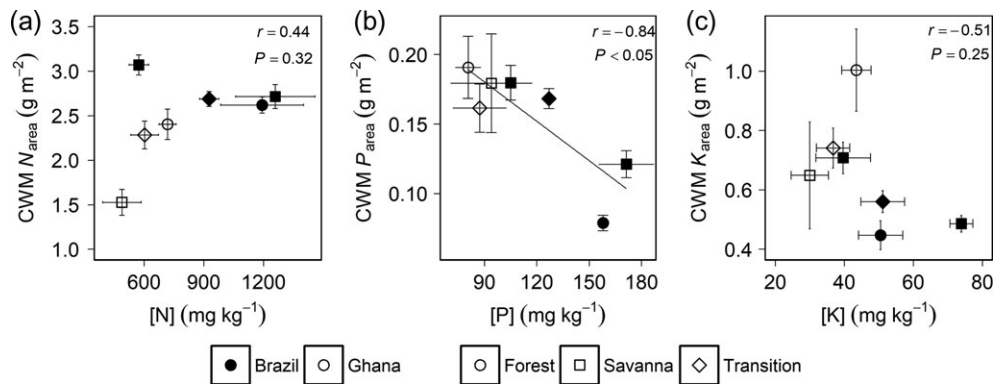 (a)
r = 0.44
P = 0.32
CWM Narea (g m−2)
3.5
3.0
2.5
2.0
1.5
1.0
600
900
1200
[N] (mg kg−1)
(b)
r = −0.84
P < 0.05
CWM Parea (g m−2)
0.20
0.15
0.10
90
120
150
180
[P] (mg kg−1)
(c)
r = −0.51
P = 0.25
CWM Karea (g m−2)
1.0
0.8
0.6
0.4
20
40
60
80
[K] (mg kg−1)
Brazil Ghana Forest Savanna Transition